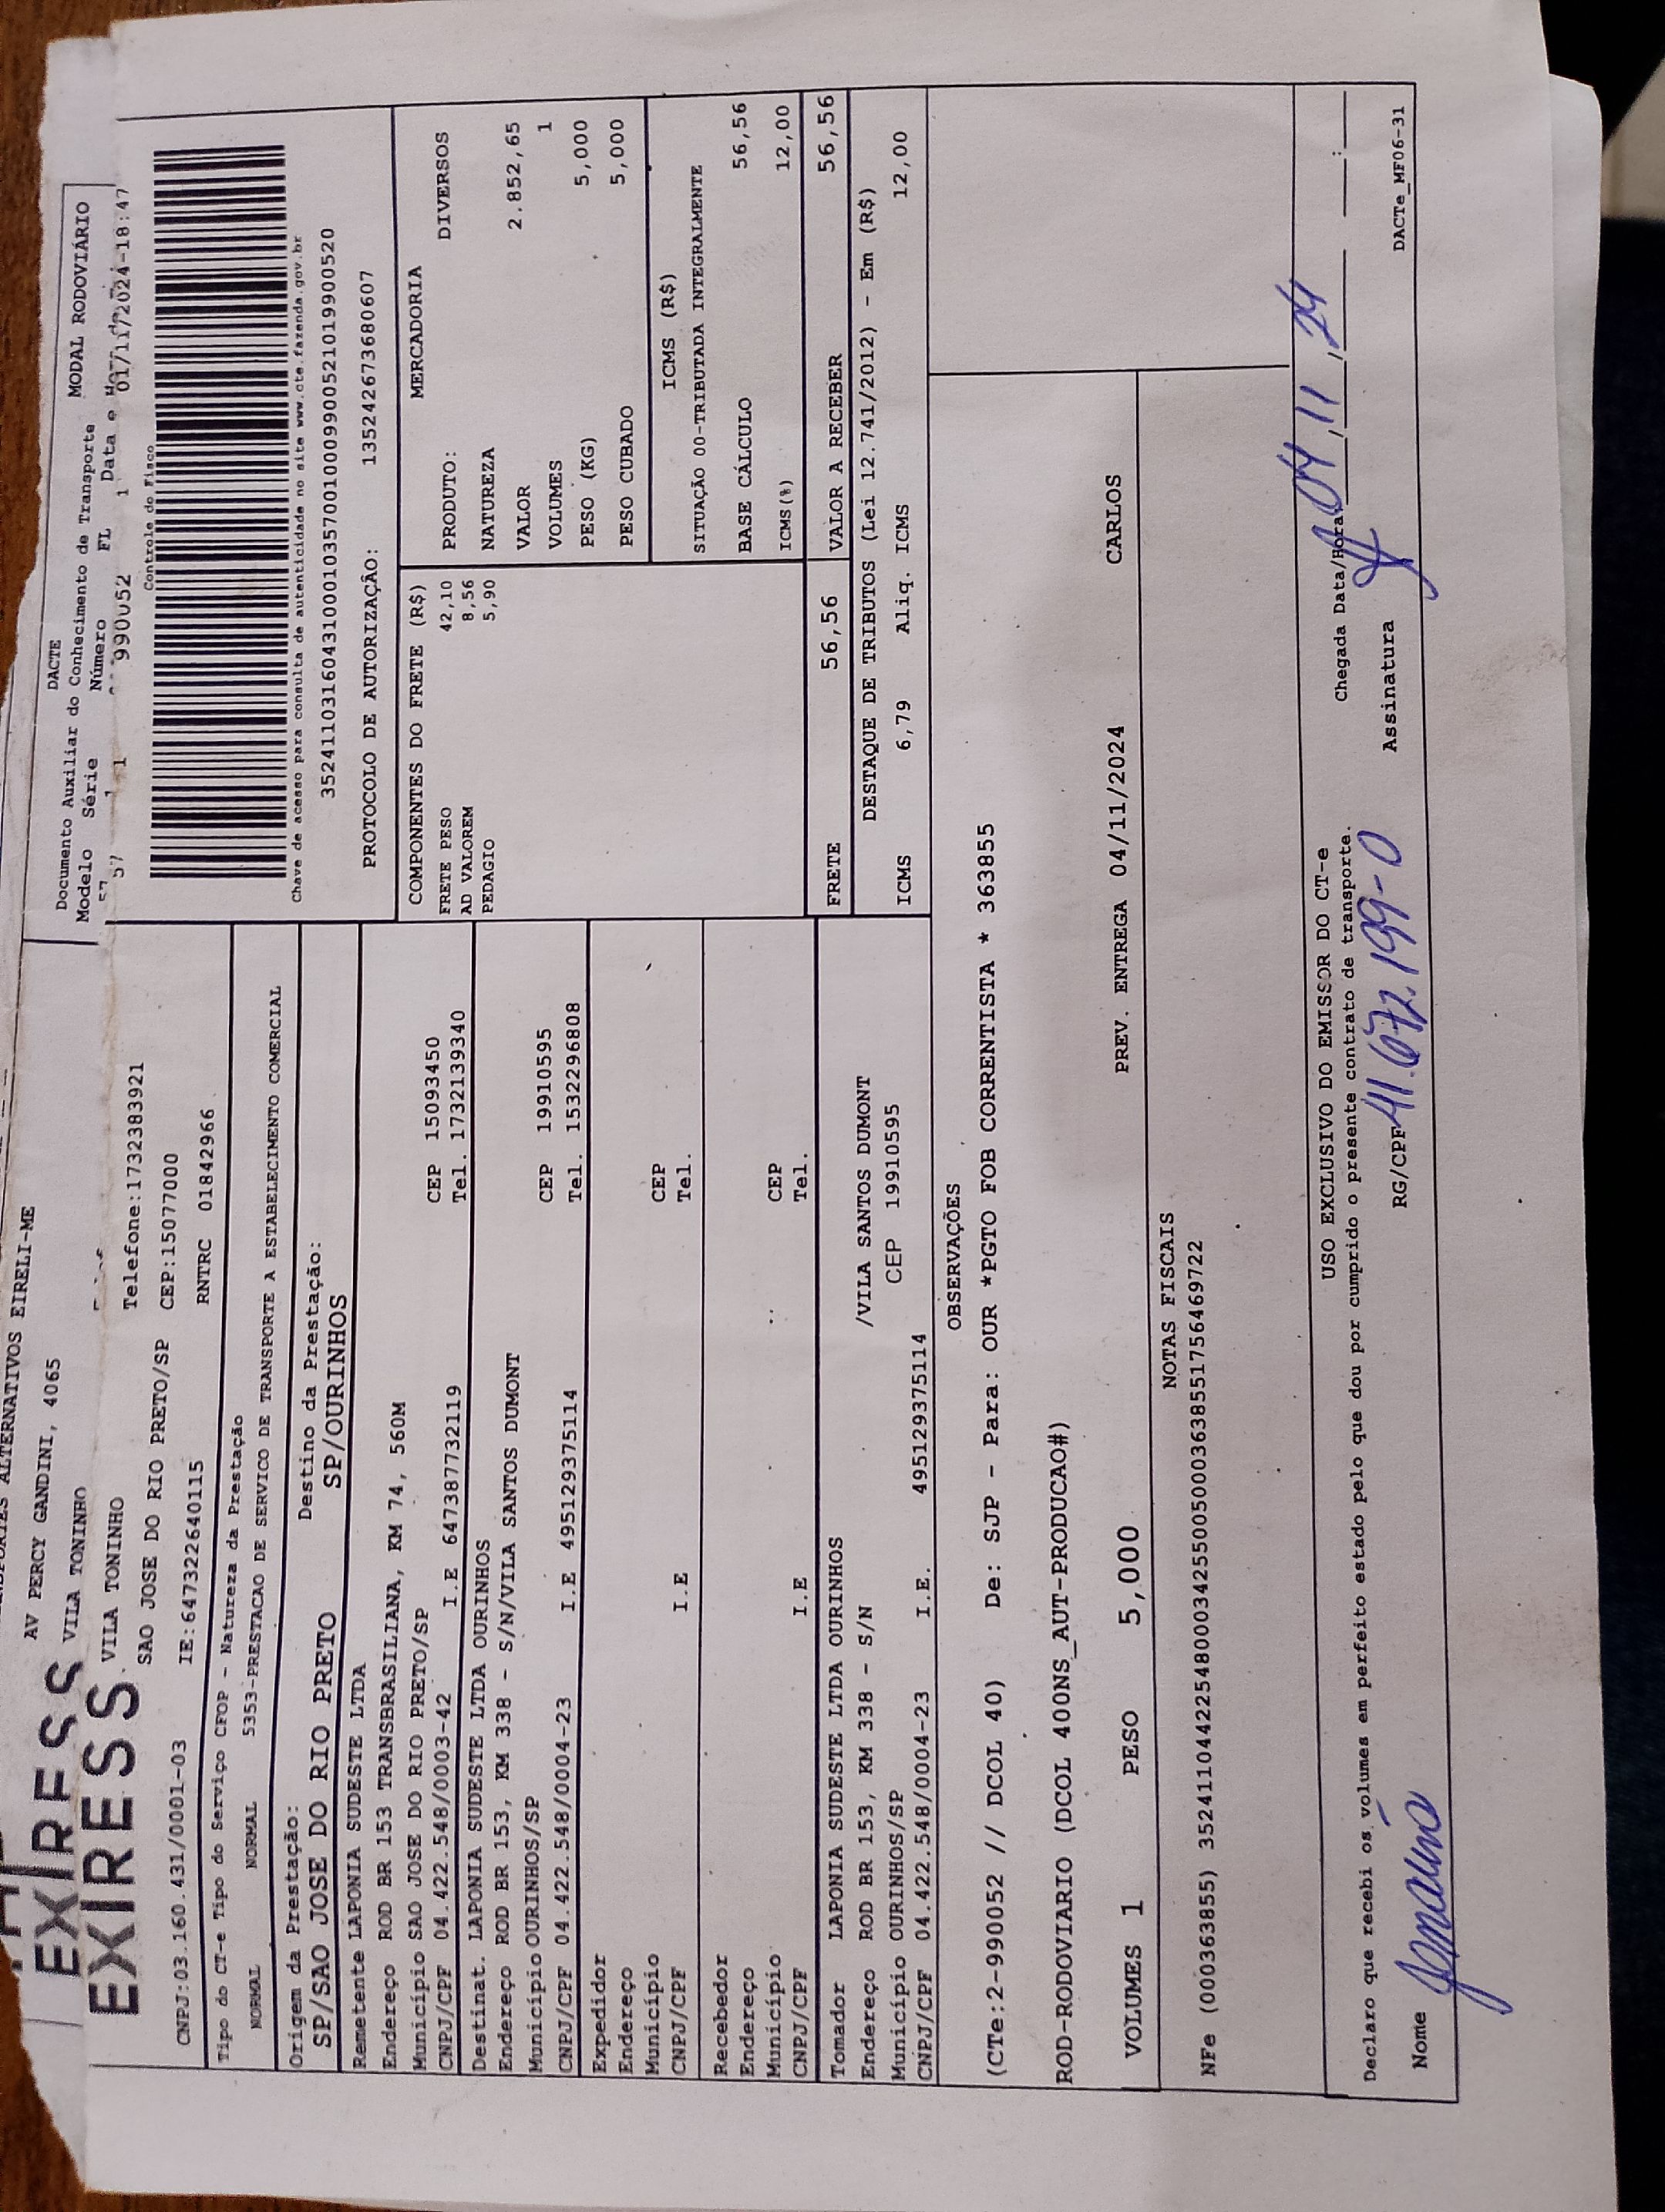 ALTERNATIVOS EIRELI-ME
AV PERCY GANDINI, 4065
VILA TONINHO
VILA TONINHO
Telefone:1732383921
SAO JOSE DO RIO PRETO/SP CEP:15077000
CNPJ:03.160.431/0001-03 IE:647322640115 RNTRC 01842966
DACTE
Documento Auxiliar do Conhecimento de Transporte MODAL RODOVIÁRIO
Modelo Série Número FL Data e
57 1 990052 1 01/11/2024-18:47
Controle do Fisco
Chave de acesso para consulta de autenticidade no site www.cte.fazenda.gov.br
35241103160431000103570010009900521019900520
PROTOCOLO DE AUTORIZAÇÃO: 135242673680607
Tipo do CT-e Tipo do Serviço CFOP - Natureza da Prestação
NORMAL NORMAL 5353-PRESTACAO DE SERVICO DE TRANSPORTE A ESTABELECIMENTO COMERCIAL
Origem da Prestação: Destino da Prestação:
SP/SAO JOSE DO RIO PRETO SP/OURINHOS
Remetente LAPONIA SUDESTE LTDA
Endereço ROD BR 153 TRANSBRASILIANA, KM 74, 560M
Município SAO JOSE DO RIO PRETO/SP CEP 15093450
CNPJ/CPF 04.422.548/0003-42 I.E 647387732119 Tel. 1732139340
Destinat. LAPONIA SUDESTE LTDA OURINHOS
Endereço ROD BR 153, KM 338 - S/N/VILA SANTOS DUMONT
Município OURINHOS/SP CEP 19910595
CNPJ/CPF 04.422.548/0004-23 I.E 495129375114 Tel. 1532296808
Expedidor
Endereço
Município CEP
CNPJ/CPF I.E Tel.
Recebedor
Endereço
Município CEP
CNPJ/CPF I.E Tel.
Tomador LAPONIA SUDESTE LTDA OURINHOS
Endereço ROD BR 153, KM 338 - S/N /VILA SANTOS DUMONT
Município OURINHOS/SP CEP 19910595
CNPJ/CPF 04.422.548/0004-23 I.E. 495129375114
COMPONENTES DO FRETE (R$)
FRETE PESO 42,10
AD VALOREM 8,56
PEDAGIO 5,90
MERCADORIA
PRODUTO: DIVERSOS
NATUREZA
VALOR 2.852,65
VOLUMES 1
PESO (KG) 5,000
PESO CUBADO 5,000
ICMS (R$)
SITUAÇÃO 00-TRIBUTADA INTEGRALMENTE
BASE CÁLCULO 56,56
ICMS(%) 12,00
FRETE 56,56 VALOR A RECEBER 56,56
DESTAQUE DE TRIBUTOS (Lei 12.741/2012) - Em (R$)
ICMS 6,79 Aliq. ICMS 12,00
OBSERVAÇÕES
(CTe:2-990052 // DCOL 40) De: SJP - Para: OUR *PGTO FOB CORRENTISTA * 363855
ROD-RODOVIARIO (DCOL 400NS_AUT-PRODUCAO#)
VOLUMES 1 PESO 5,000 PREV. ENTREGA 04/11/2024 CARLOS
NOTAS FISCAIS
NFe (000363855) 35241104422548000342550050003638551756469722
USO EXCLUSIVO DO EMISSOR DO CT-e
Declaro que recebi os volumes em perfeito estado pelo que dou por cumprido o presente contrato de transporte.
Chegada Data/Hora 04/11/24 :
Nome RG/CPF 41.672.199-0 Assinatura
DACTe_MF06-31